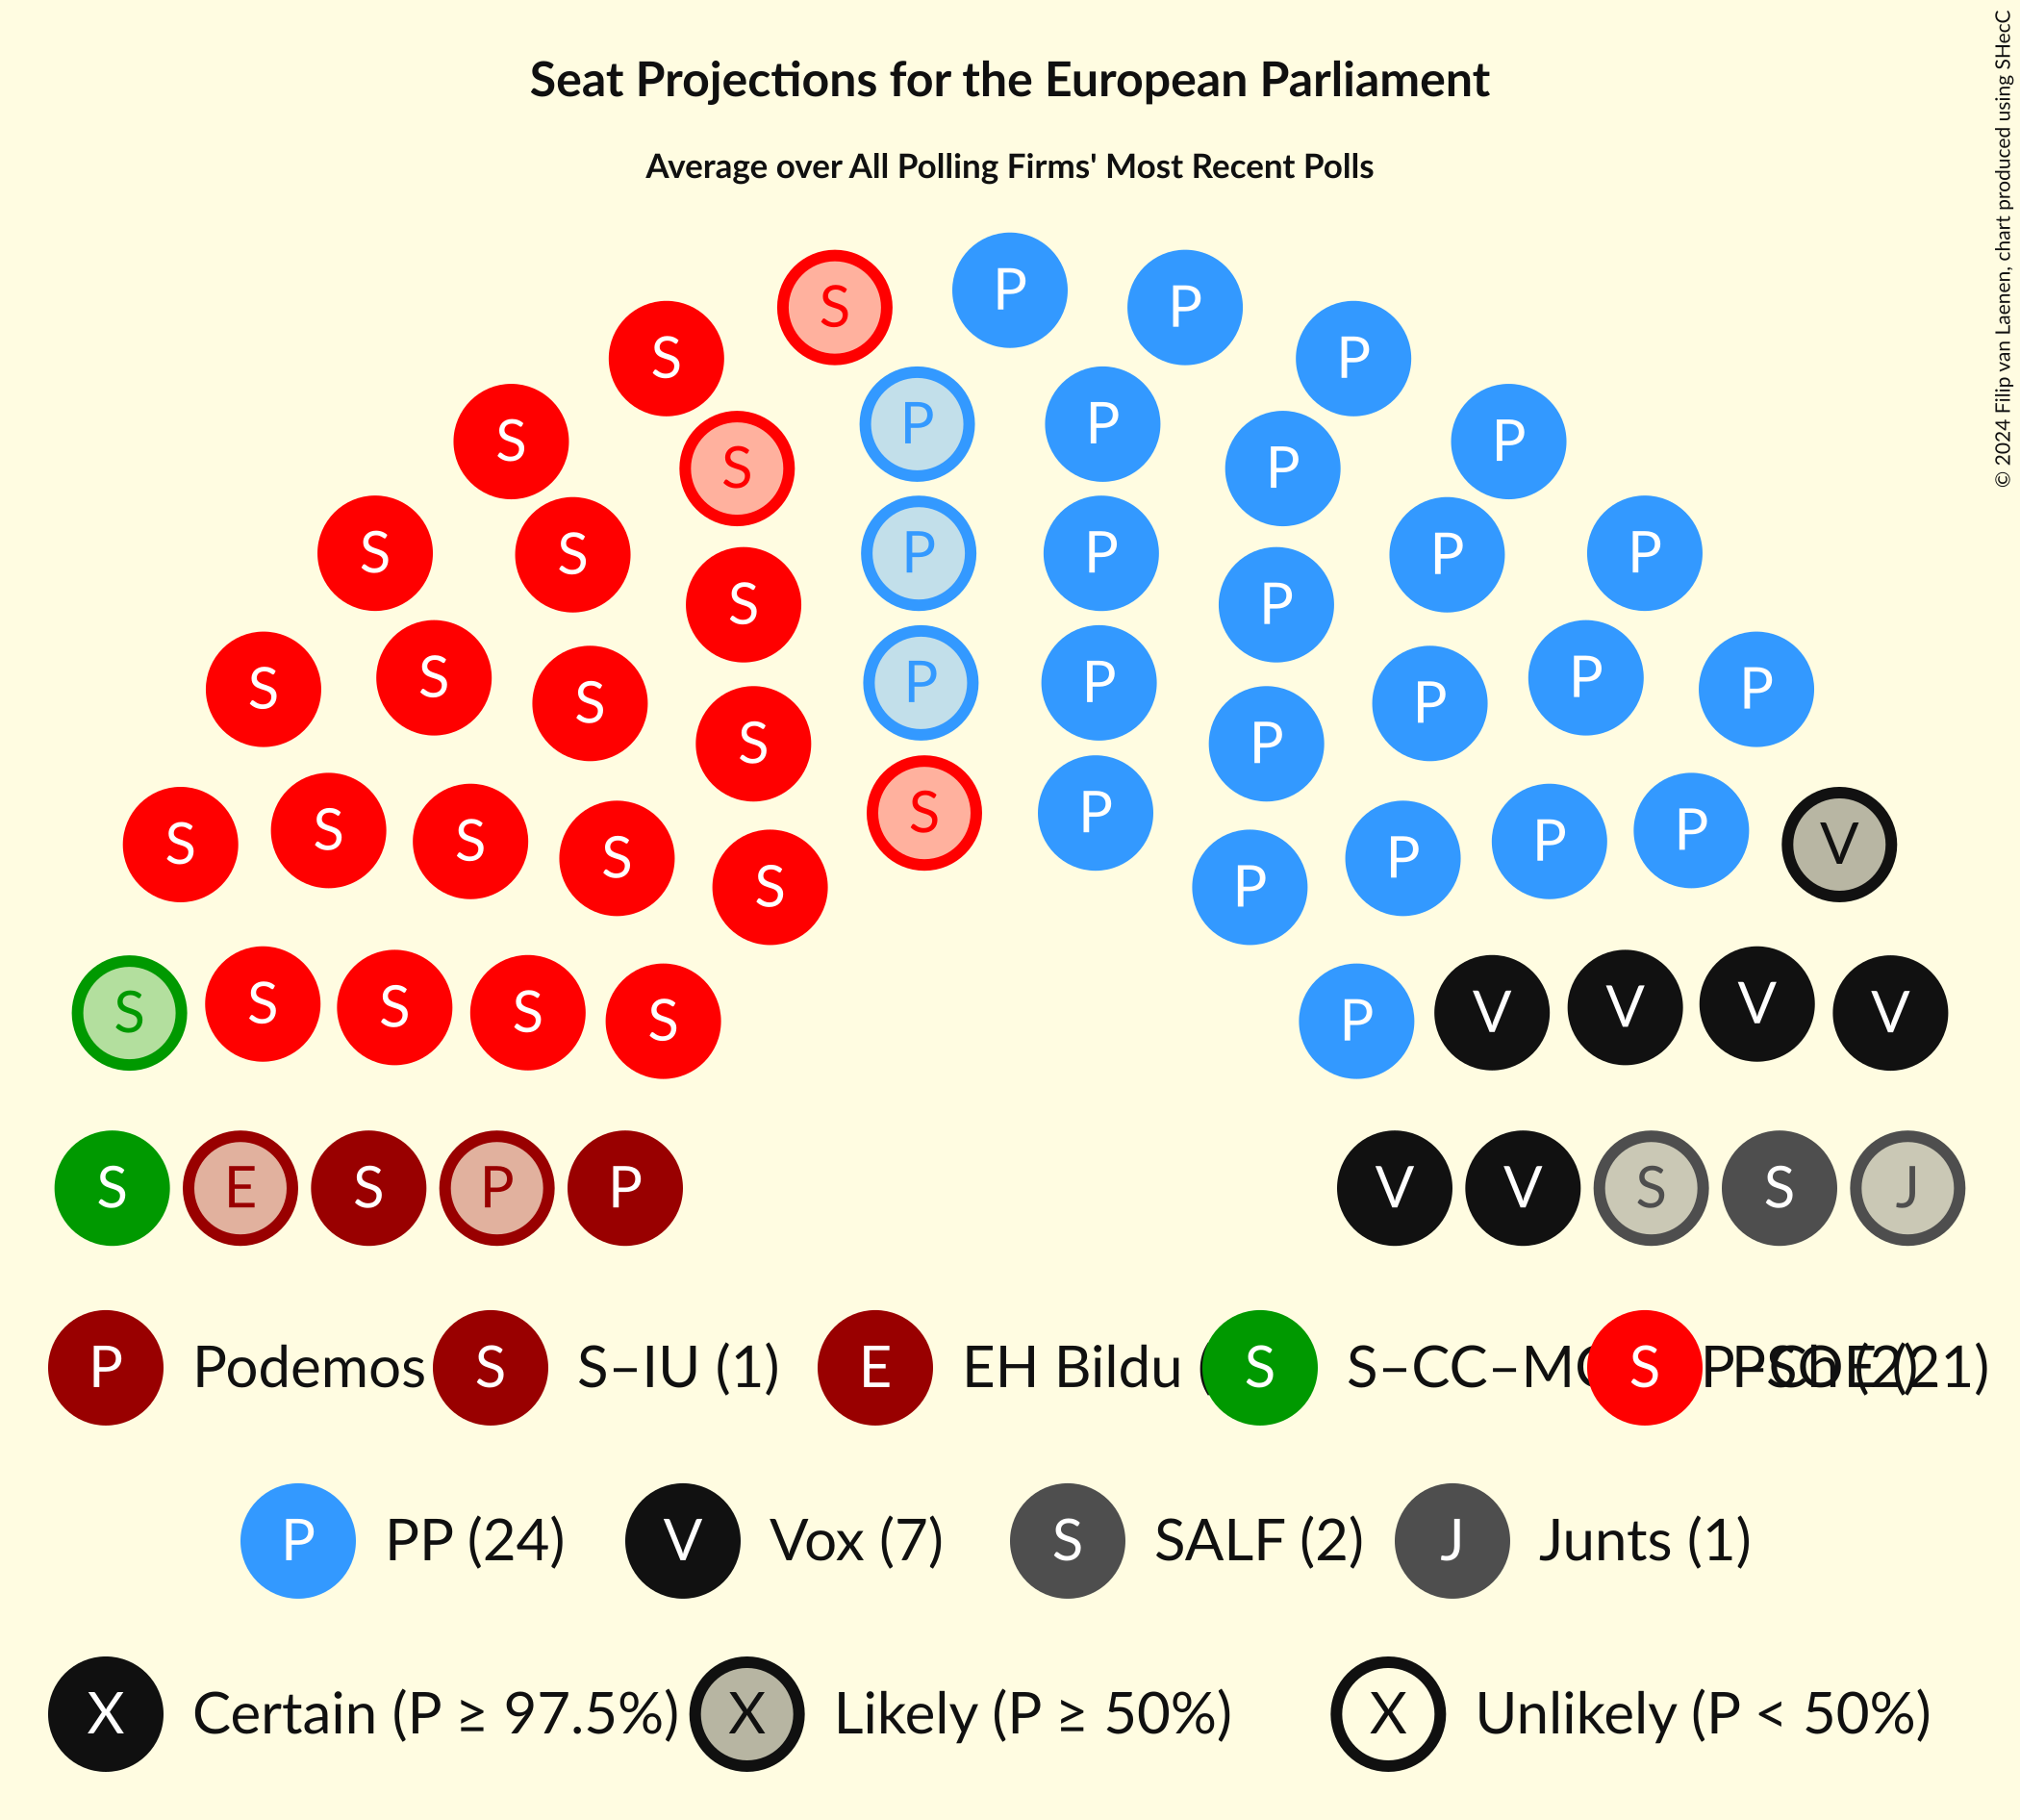 Seat Projections for the European Parliament
Average over All Polling Firms' Most Recent Polls
© 2024 Filip van Laenen, chart produced using SHecC
P
S P P
S P
S P P P P
S S P
S S P P P P
S P P P
S S P P
S P P P
S S P P
S P P
S S P P
S S P P V
S P
S S V V
S S V V
S P
S E S P P V V S S J
P Podemos S S–IU (1) E EH Bildu S S–CC–M S PSOE (21)
P PP (24) V Vox (7) S SALF (2) J Junts (1)
X Certain (P ≥ 97.5%) X Likely (P ≥ 50%) X Unlikely (P < 50%)